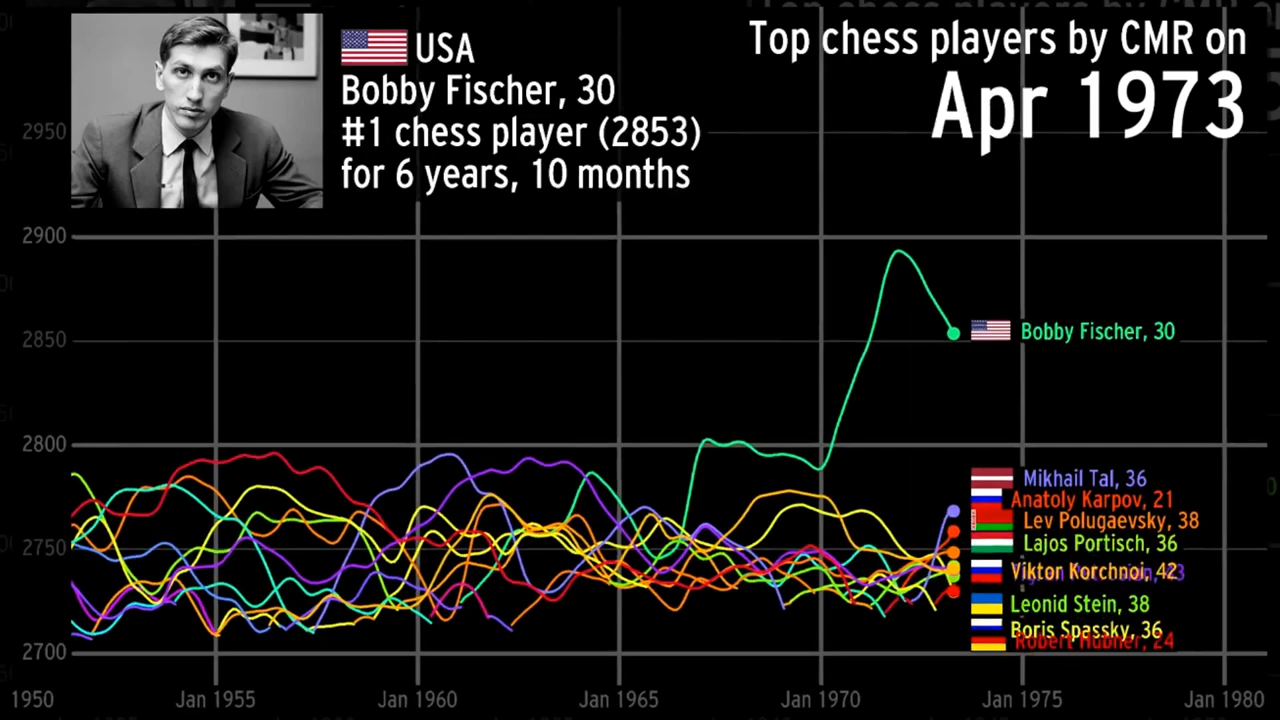 USA
Bobby Fischer, 30
#1 chess player (2853)
for 6 years, 10 months
Top chess players by CMR on
Apr 1973
2950
2900
2850
2800
2750
2700
Bobby Fischer, 30
Mikhail Tal, 36
Anatoly Karpov, 21
Lev Polugaevsky, 38
Lajos Portisch, 36
Viktor Korchnoi, 42
Leonid Stein, 38
Boris Spassky, 36
Robert Hubner, 24
1950
Jan 1955
Jan 1960
Jan 1965
Jan 1970
Jan 1975
Jan 1980